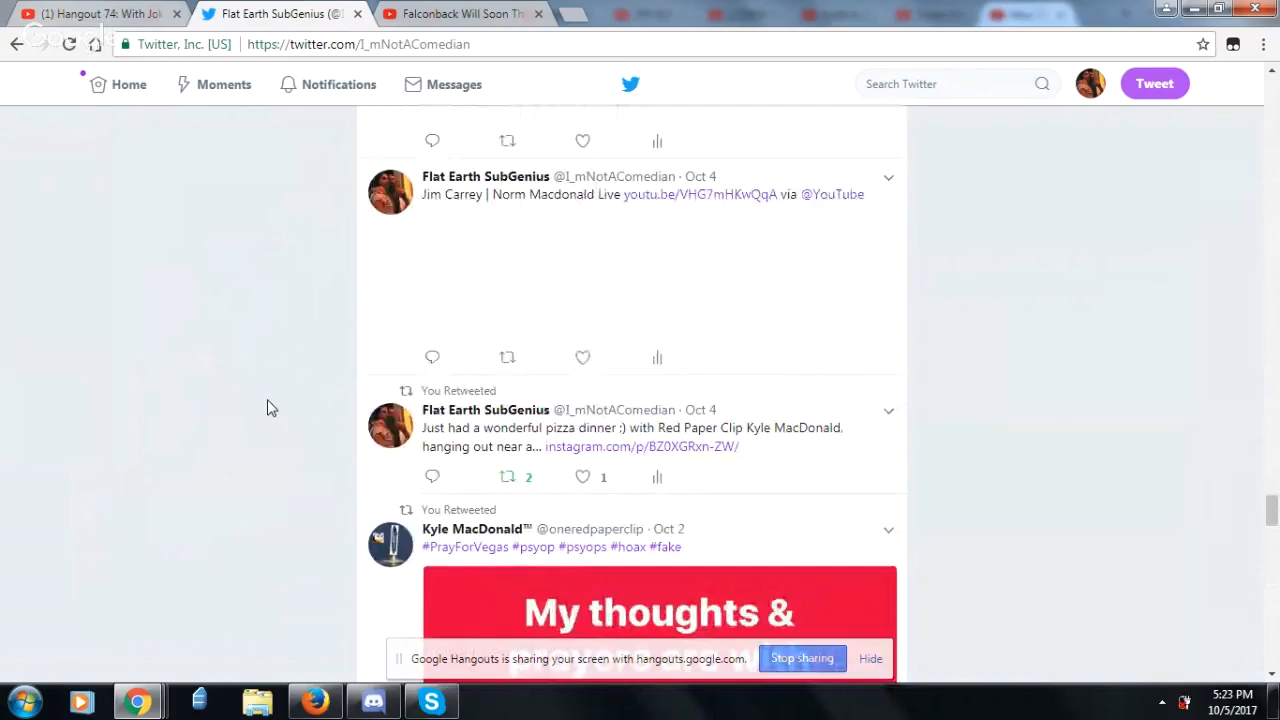 (1) Hangout 74: With Jok
Flat Earth SubGenius (@I
Falconback Will Soon Th
Twitter, Inc. [US]
https://twitter.com/I_mNotAComedian
Home
Moments
Notifications
Messages
Search Twitter
Tweet
Flat Earth SubGenius @I_mNotAComedian · Oct 4
Jim Carrey | Norm Macdonald Live youtu.be/VHG7mHKwQqA via @YouTube
You Retweeted
Flat Earth SubGenius @I_mNotAComedian · Oct 4
Just had a wonderful pizza dinner :) with Red Paper Clip Kyle MacDonald,
hanging out near a... instagram.com/p/BZ0XGRxn-ZW/
2
1
You Retweeted
Kyle MacDonald™ @oneredpaperclip · Oct 2
#PrayForVegas #psyop #psyops #hoax #fake
My thoughts &
Google Hangouts is sharing your screen with hangouts.google.com.
Stop sharing
Hide
5:23 PM
10/5/2017